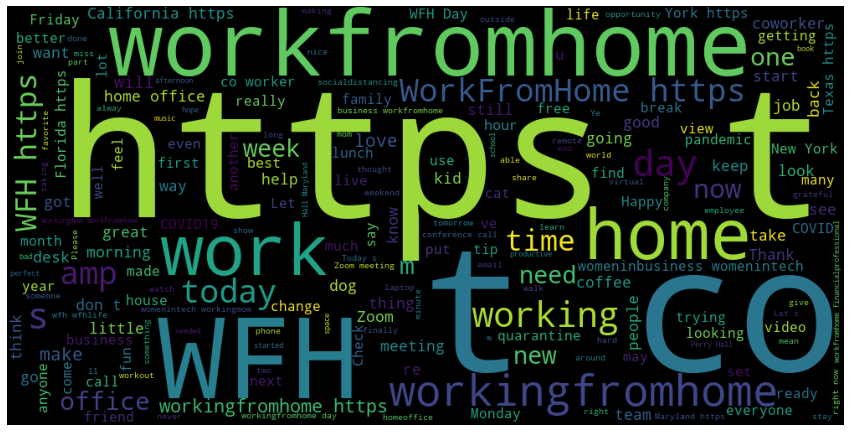 California https
WFH Day
life
opportunity
York https
making
outside
Friday
better
done
want
miss
part
join
nice
workfromhome
coworker
getting
u
one
book
Texas https
lot
co worker
socialdistancing
WorkFromHome https
start
will
home office
really
family
business workfromhome
still
free
break
job
back
Ye
hour
good
view
pandemic
WFH https
Florida https
favorite
alway
afternoon
hope
music
https t
even
week
love
going
day
New York
feel
another
long
mom
remote
end
school
first
best
lunch
use
find
look
well
help
thought
able
world
keep
many
way
Let
live
kid
share
now
virtual
company
Happy
taking
got
weekend
cat
grateful
Hall Maryland
workingmom workfromhome
COVID19
know
ve
tomorrow
learn
employee
see
COVID
month
great
show
say
put
tip
home
take
desk
Please
morning
work
much
Today s
conference call
time
Thank
bad
Zoom meeting
m
womeninbusiness womenintech
perfect
amp
made
today
dog
email
productive
need
coffee
year
someone
house
watch
change
thing
laptop
minute
walk
t co
s
don t
wfh wfhlife
womenintech workingmom
space
Zoom
working
people
trying
give
Let s
little
something
needed
WFH
phone
finally
w
hard
looking
video
mean
think
business
started
Check
quarantine
around
may
Perry Hall
make
fun
meeting
new
come
two
re
set
go
anyone
call
ll
next
workout
workingfromhome
ready
office
friend
never
workingfromhome https
workingfromhome day
homeoffice
Monday
right
team
Maryland https
everyone
stay
right now workfromhome financialprofessional